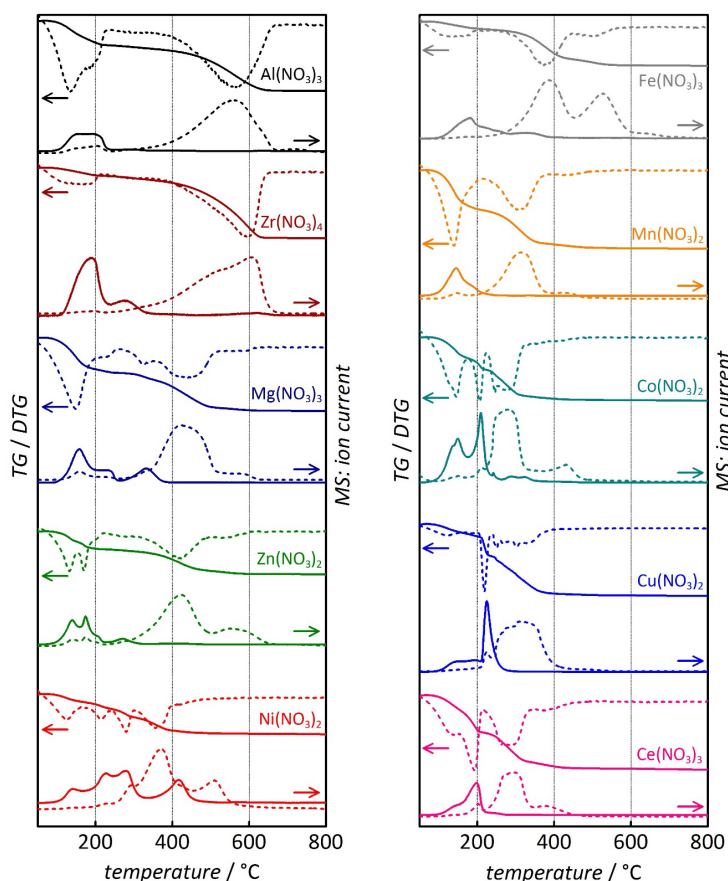 Al(NO3)3
Zr(NO3)4
Mg(NO3)3
Zn(NO3)2
Ni(NO3)2
TG / DTG
MS: ion current
200 400 600 800
temperature / °C
Fe(NO3)3
Mn(NO3)2
Co(NO3)2
Cu(NO3)2
Ce(NO3)3
TG / DTG
MS: ion current
200 400 600 800
temperature / °C